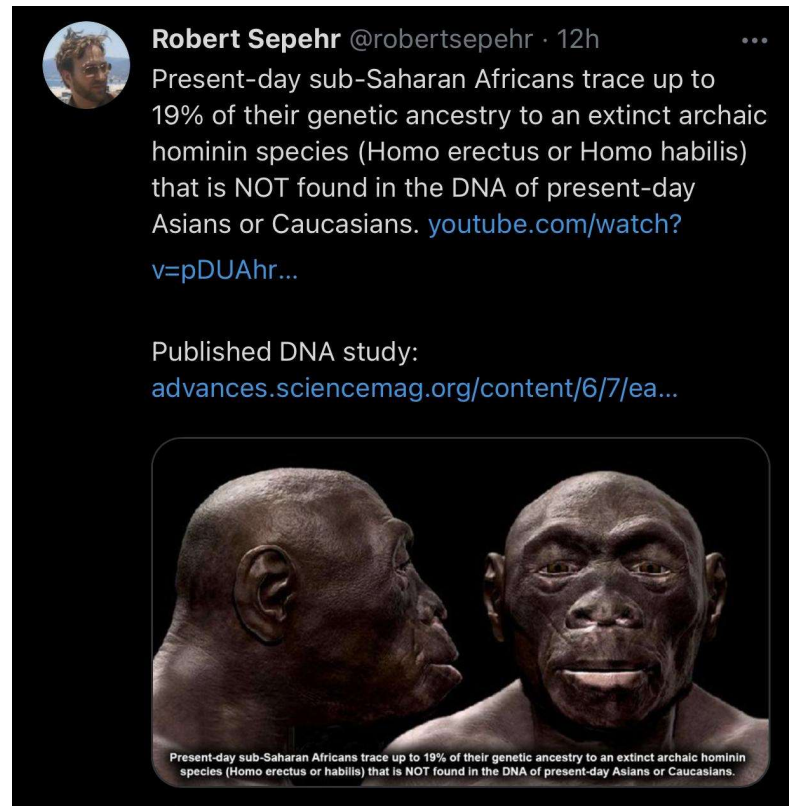 Robert Sepehr @robertsepehr · 12h
Present-day sub-Saharan Africans trace up to
19% of their genetic ancestry to an extinct archaic
hominin species (Homo erectus or Homo habilis)
that is NOT found in the DNA of present-day
Asians or Caucasians. youtube.com/watch?
v=pDUAhr...
Published DNA study:
advances.sciencemag.org/content/6/7/ea...
Present-day sub-Saharan Africans trace up to 19% of their genetic ancestry to an extinct archaic hominin
species (Homo erectus or habilis) that is NOT found in the DNA of present-day Asians or Caucasians.